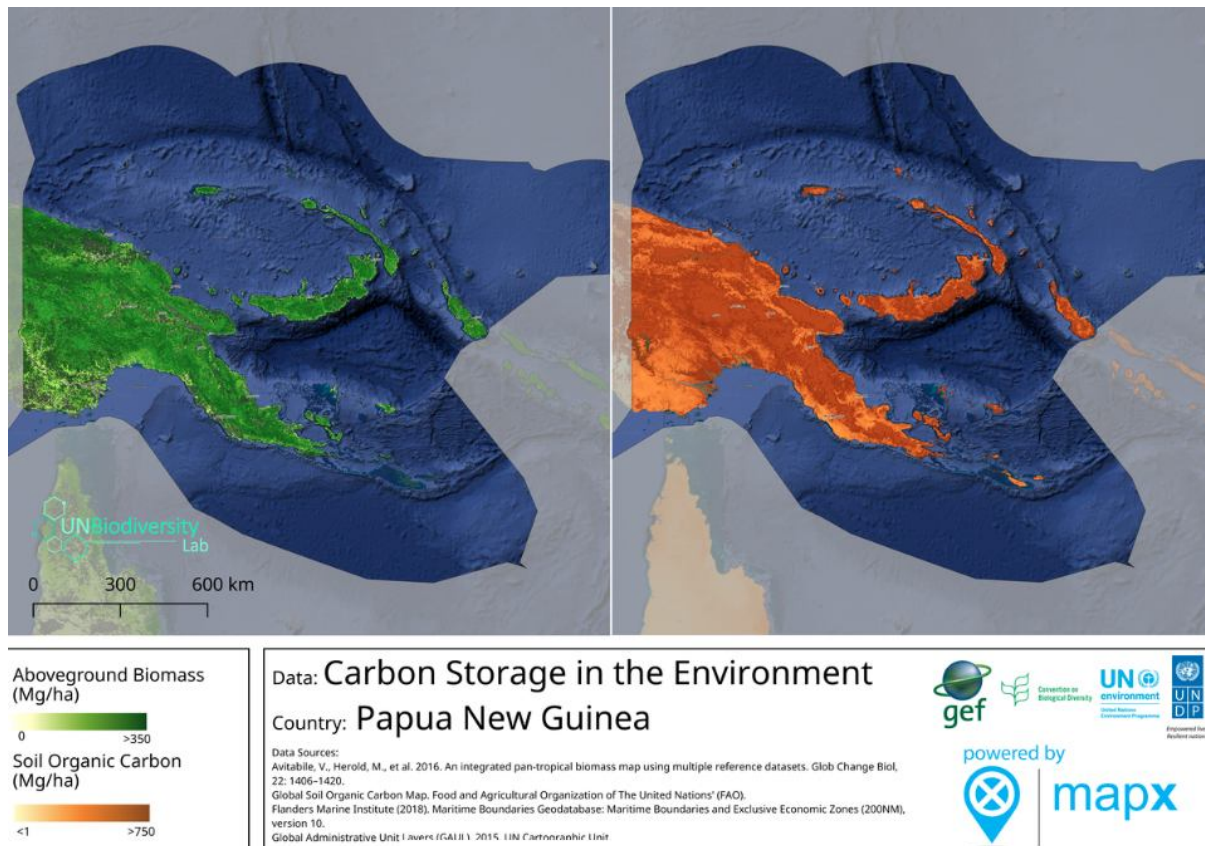 UNBiodiversity
Lab
0 300 600 km
Aboveground Biomass
(Mg/ha)
0 >350
Soil Organic Carbon
(Mg/ha)
<1 >750
Data: Carbon Storage in the Environment
Country: Papua New Guinea
Data Sources:
Avitabile, V., Herold, M., et al. 2016. An integrated pan-tropical biomass map using multiple reference datasets. Glob Change Biol,
22: 1406–1420.
Global Soil Organic Carbon Map. Food and Agricultural Organization of The United Nations' (FAO).
Flanders Marine Institute (2018). Maritime Boundaries Geodatabase: Maritime Boundaries and Exclusive Economic Zones (200NM),
version 10.
Global Administrative Unit Layers (GAUL), 2015, UN Cartographic Unit
gef
Convention on
Biological Diversity
UN
environment
United Nations
Environment Programme
U N
D P
Empowered lives.
Resilient nations.
powered by
mapx